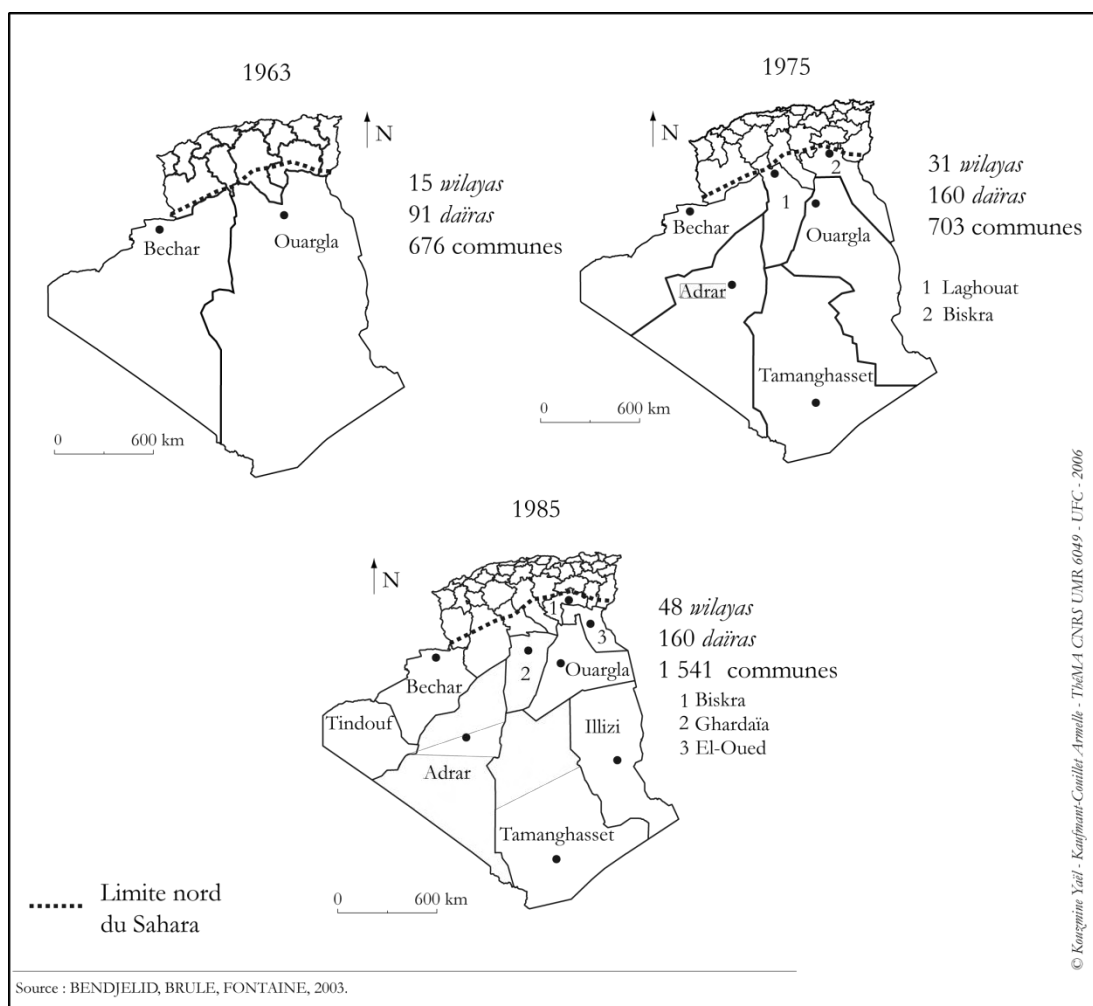 1963
N
15 wilayas
91 daïras
676 communes
Bechar
Ouargla
0 600 km
1975
N
31 wilayas
160 daïras
703 communes
2
1
Bechar
Ouargla
Adrar
1 Laghouat
2 Biskra
Tamanghasset
0 600 km
1985
N
48 wilayas
160 daïras
1 541 communes
1 Biskra
2 Ghardaïa
3 El-Oued
1
3
2
Ouargla
Bechar
Tindouf
Illizi
Adrar
Tamanghasset
0 600 km
Limite nord
du Sahara
Source : BENDJELID, BRULE, FONTAINE, 2003.
© Kouzmine Yaël - Kaufmant-Couillet Armelle - TheMA CNRS UMR 6049 - UFC - 2006